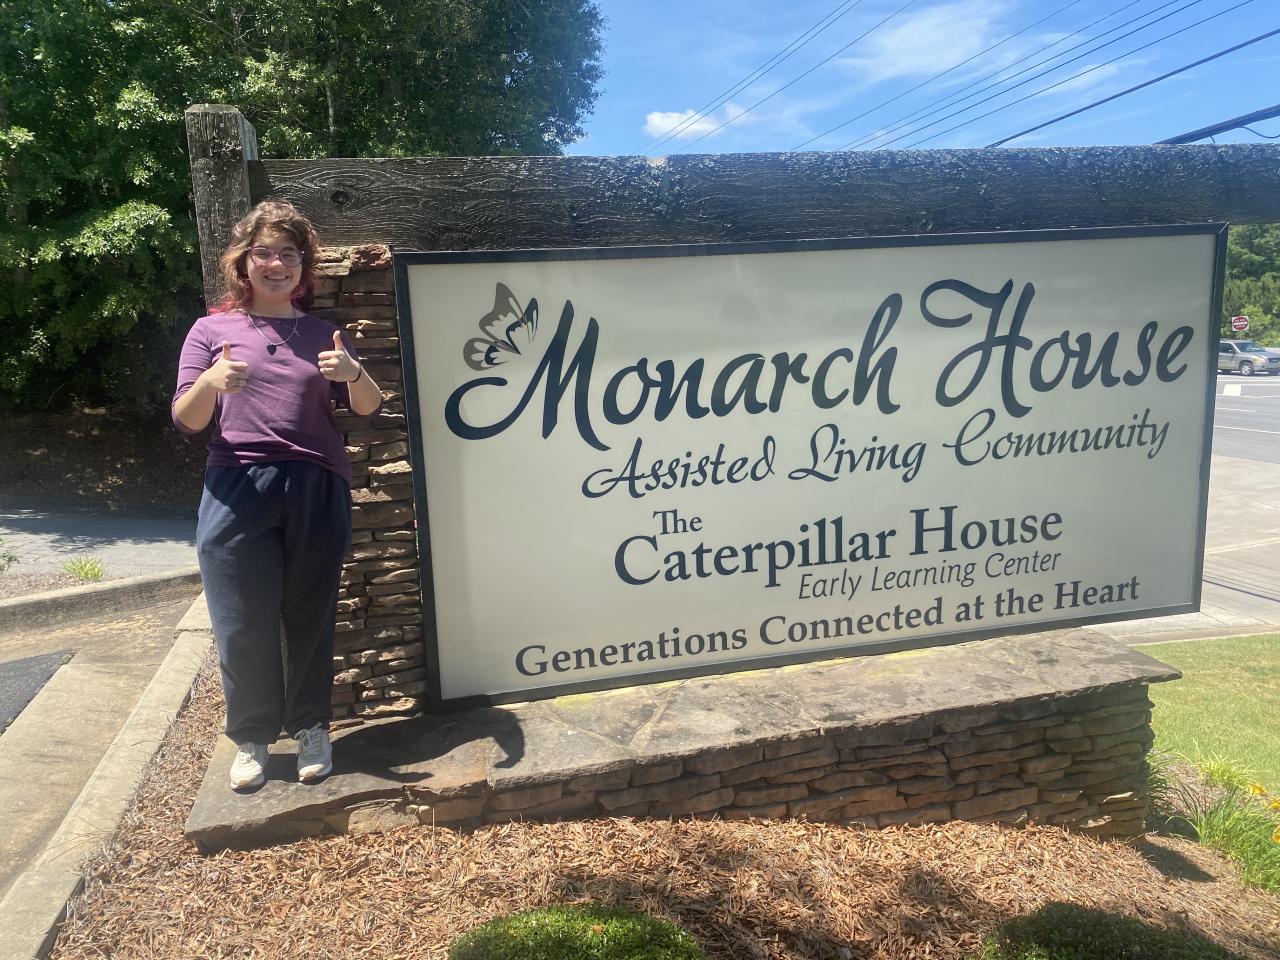 Monarch House
Assisted Living Community
The
Caterpillar House
Early Learning Center
Generations Connected at the Heart